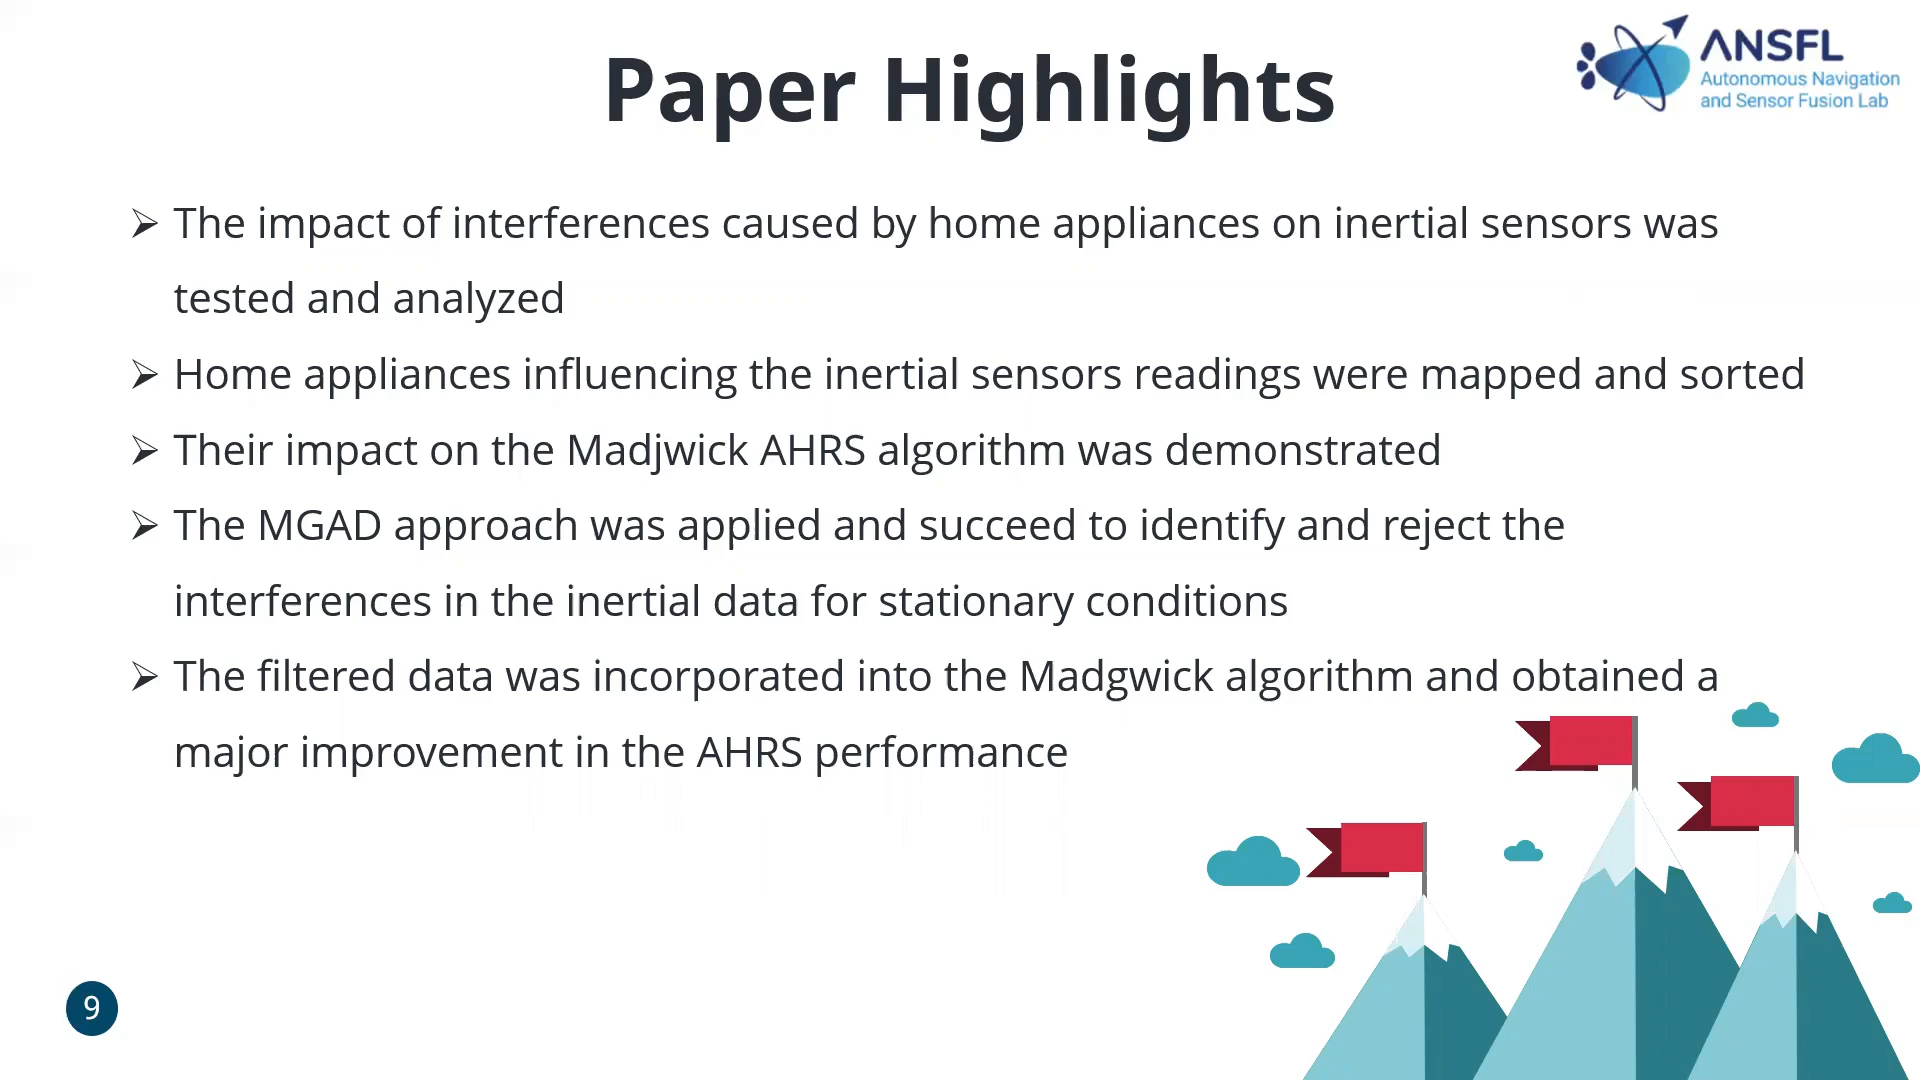 Paper Highlights
ANSFL
Autonomous Navigation
and Sensor Fusion Lab
➢ The impact of interferences caused by home appliances on inertial sensors was
tested and analyzed
➢ Home appliances influencing the inertial sensors readings were mapped and sorted
➢ Their impact on the Madjwick AHRS algorithm was demonstrated
➢ The MGAD approach was applied and succeed to identify and reject the
interferences in the inertial data for stationary conditions
➢ The filtered data was incorporated into the Madgwick algorithm and obtained a
major improvement in the AHRS performance
9